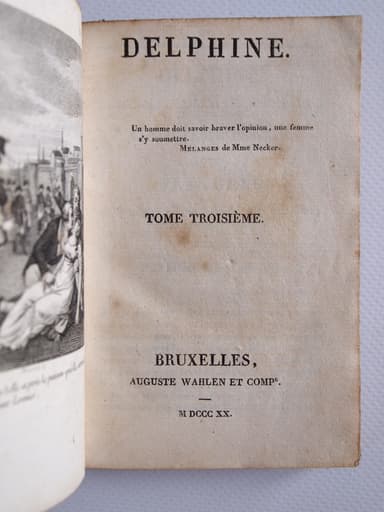 DELPHINE.
Un homme doit savoir braver l'opinion, une femme
s'y soumettre.
MÉLANGES de Mme Necker.
TOME TROISIÈME.
BRUXELLES,
AUGUSTE WAHLEN ET COMPe.
M DCCC XX.